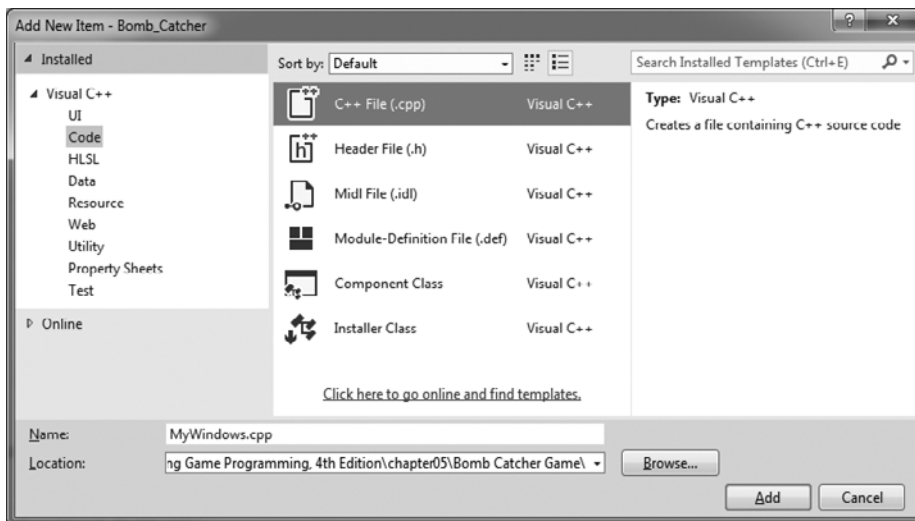 Add New Item - Bomb_Catcher
Installed
Visual C++
UI
Code
HLSL
Data
Resource
Web
Utility
Property Sheets
Test
Online
Sort by: Default
C++ File (.cpp) Visual C++
Header File (.h) Visual C++
Midl File (.idl) Visual C++
Module-Definition File (.def) Visual C++
Component Class Visual C++
Installer Class Visual C++
Click here to go online and find templates.
Search Installed Templates (Ctrl+E)
Type: Visual C++
Creates a file containing C++ source code
Name: MyWindows.cpp
Location: ng Game Programming, 4th Edition\chapter05\Bomb Catcher Game\
Browse...
Add Cancel